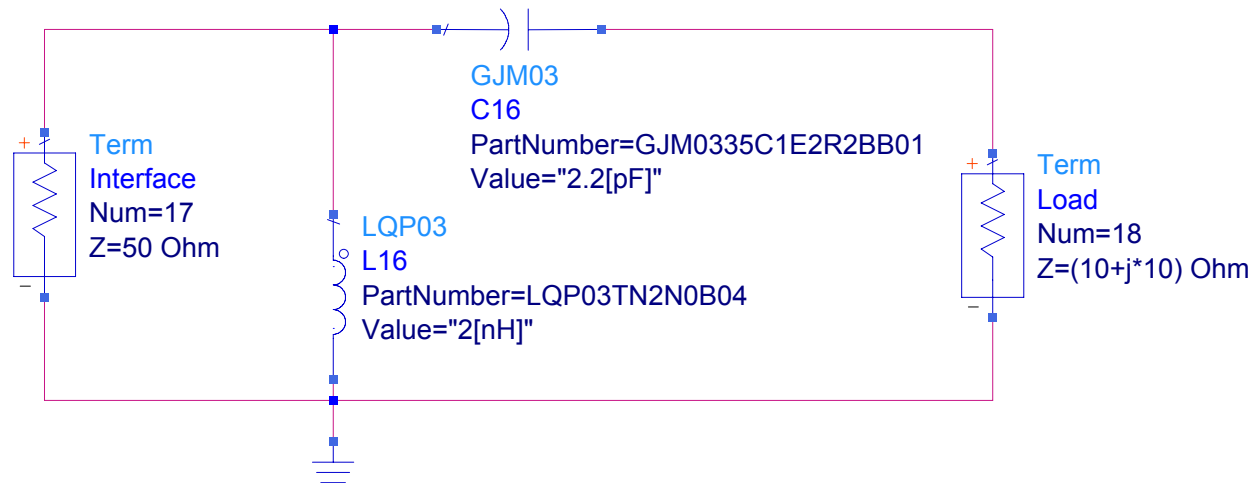 GJM03
C16
PartNumber=GJM0335C1E2R2BB01
Value="2.2[pF]"
+
Term
Interface
Num=17
Z=50 Ohm
−
LQP03
L16
PartNumber=LQP03TN2N0B04
Value="2[nH]"
+
Term
Load
Num=18
Z=(10+j*10) Ohm
−